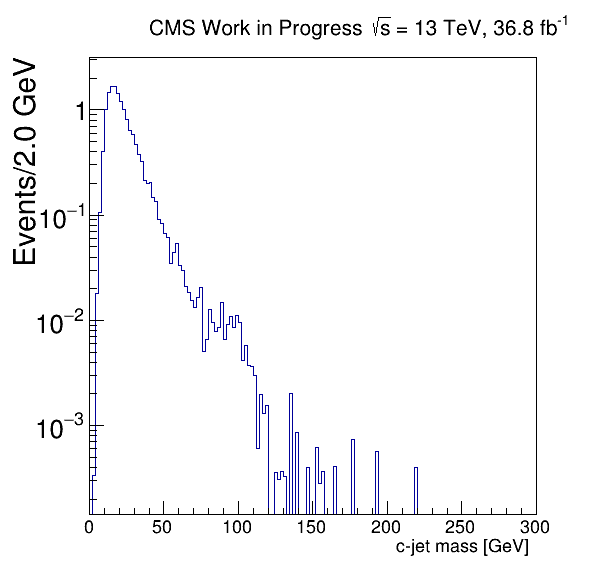 CMS Work in Progress √s = 13 TeV, 36.8 fb⁻¹
Events/2.0 GeV
1
10⁻¹
10⁻²
10⁻³
0 50 100 150 200 250 300
c-jet mass [GeV]